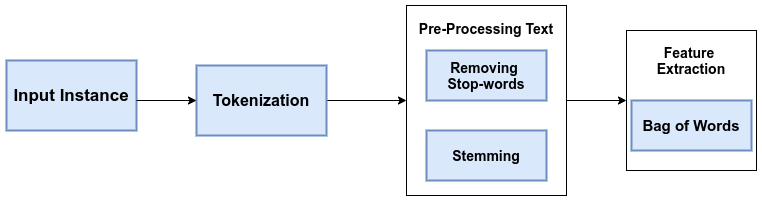 Input Instance
Tokenization
Pre-Processing Text
Removing
Stop-words
Stemming
Feature
Extraction
Bag of Words